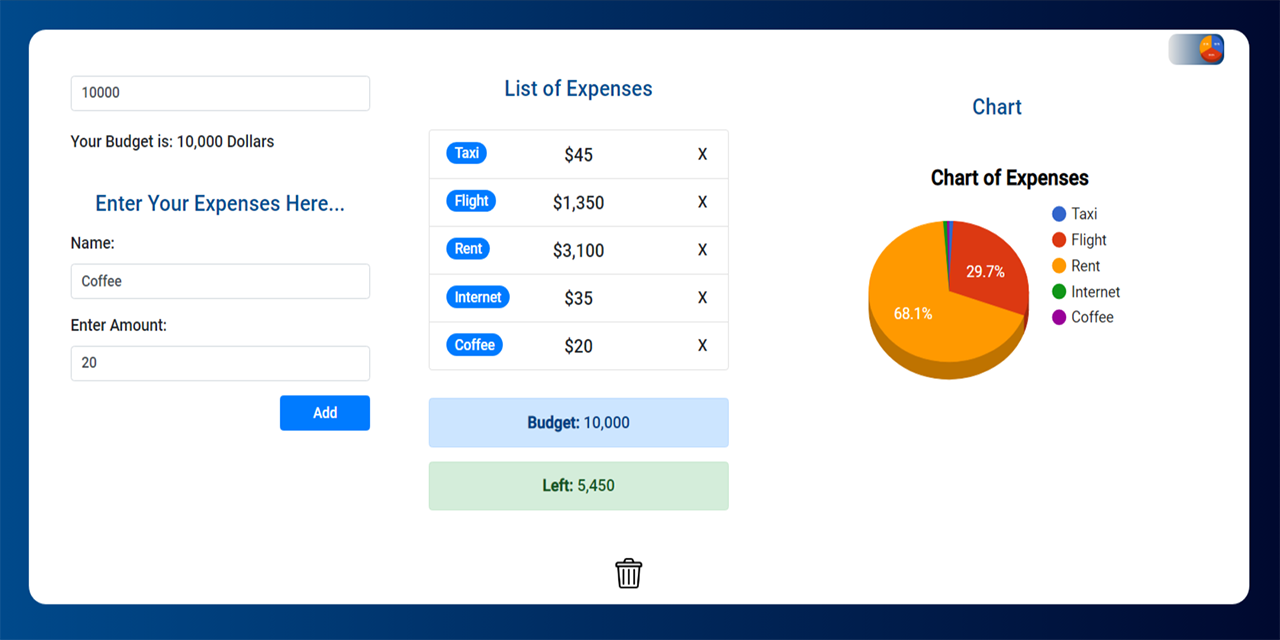 10000
Your Budget is: 10,000 Dollars
Enter Your Expenses Here...
Name:
Coffee
Enter Amount:
20
Add
List of Expenses
Taxi $45 X
Flight $1,350 X
Rent $3,100 X
Internet $35 X
Coffee $20 X
Budget: 10,000
Left: 5,450
Chart
Chart of Expenses
Taxi
Flight
Rent
Internet
Coffee
29.7%
68.1%